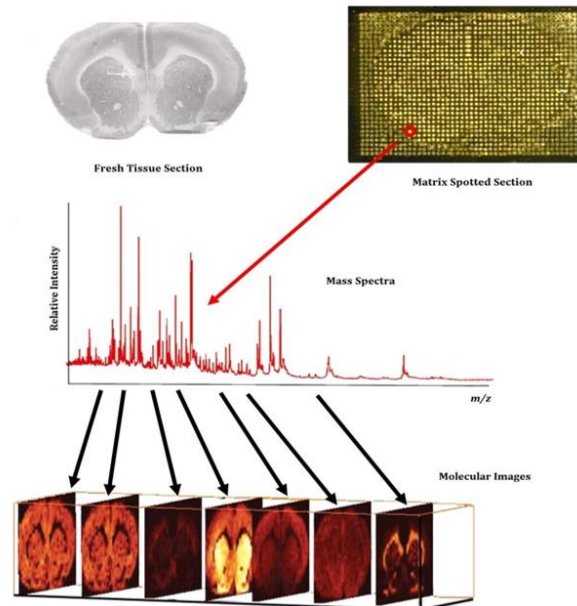 Fresh Tissue Section
Matrix Spotted Section
Relative Intensity
Mass Spectra
m/z
Molecular Images